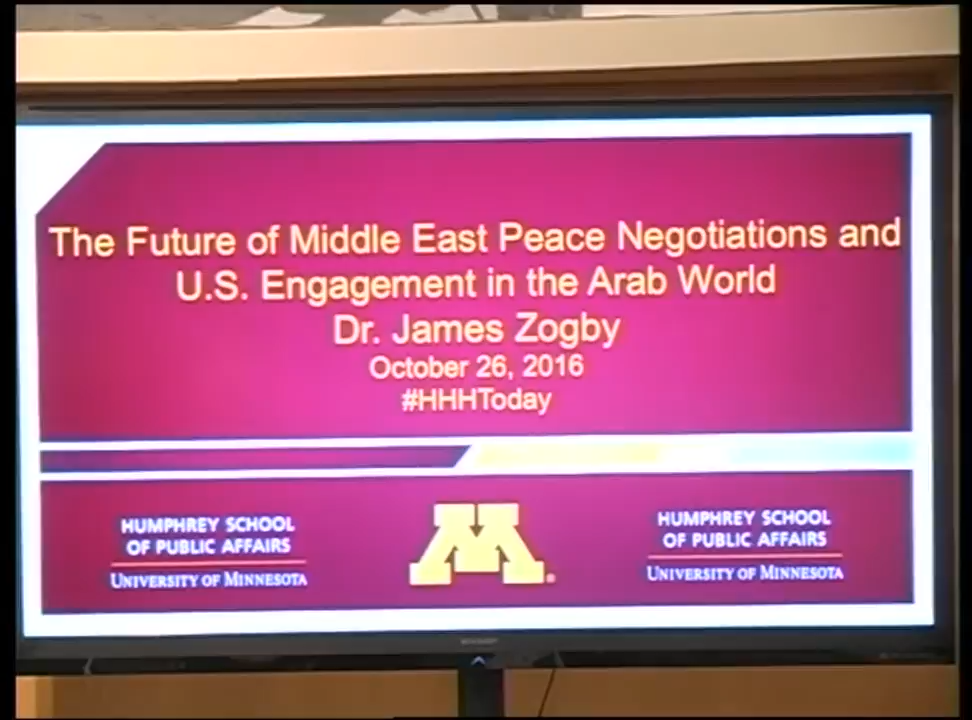 The Future of Middle East Peace Negotiations and
U.S. Engagement in the Arab World
Dr. James Zogby
October 26, 2016
#HHHToday
HUMPHREY SCHOOL
OF PUBLIC AFFAIRS
UNIVERSITY OF MINNESOTA
M
HUMPHREY SCHOOL
OF PUBLIC AFFAIRS
UNIVERSITY OF MINNESOTA